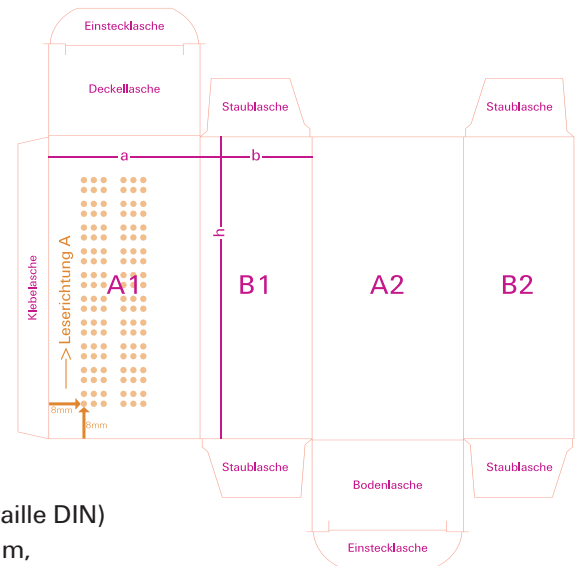 Einstecklasche
Deckellasche
Staublasche
Staublasche
a
b
h
Klebelasche
—>Leserichtung A
A1
B1
A2
B2
8mm
8mm
Staublasche
Staublasche
Bodenlasche
Einstecklasche
aille DIN)
m,